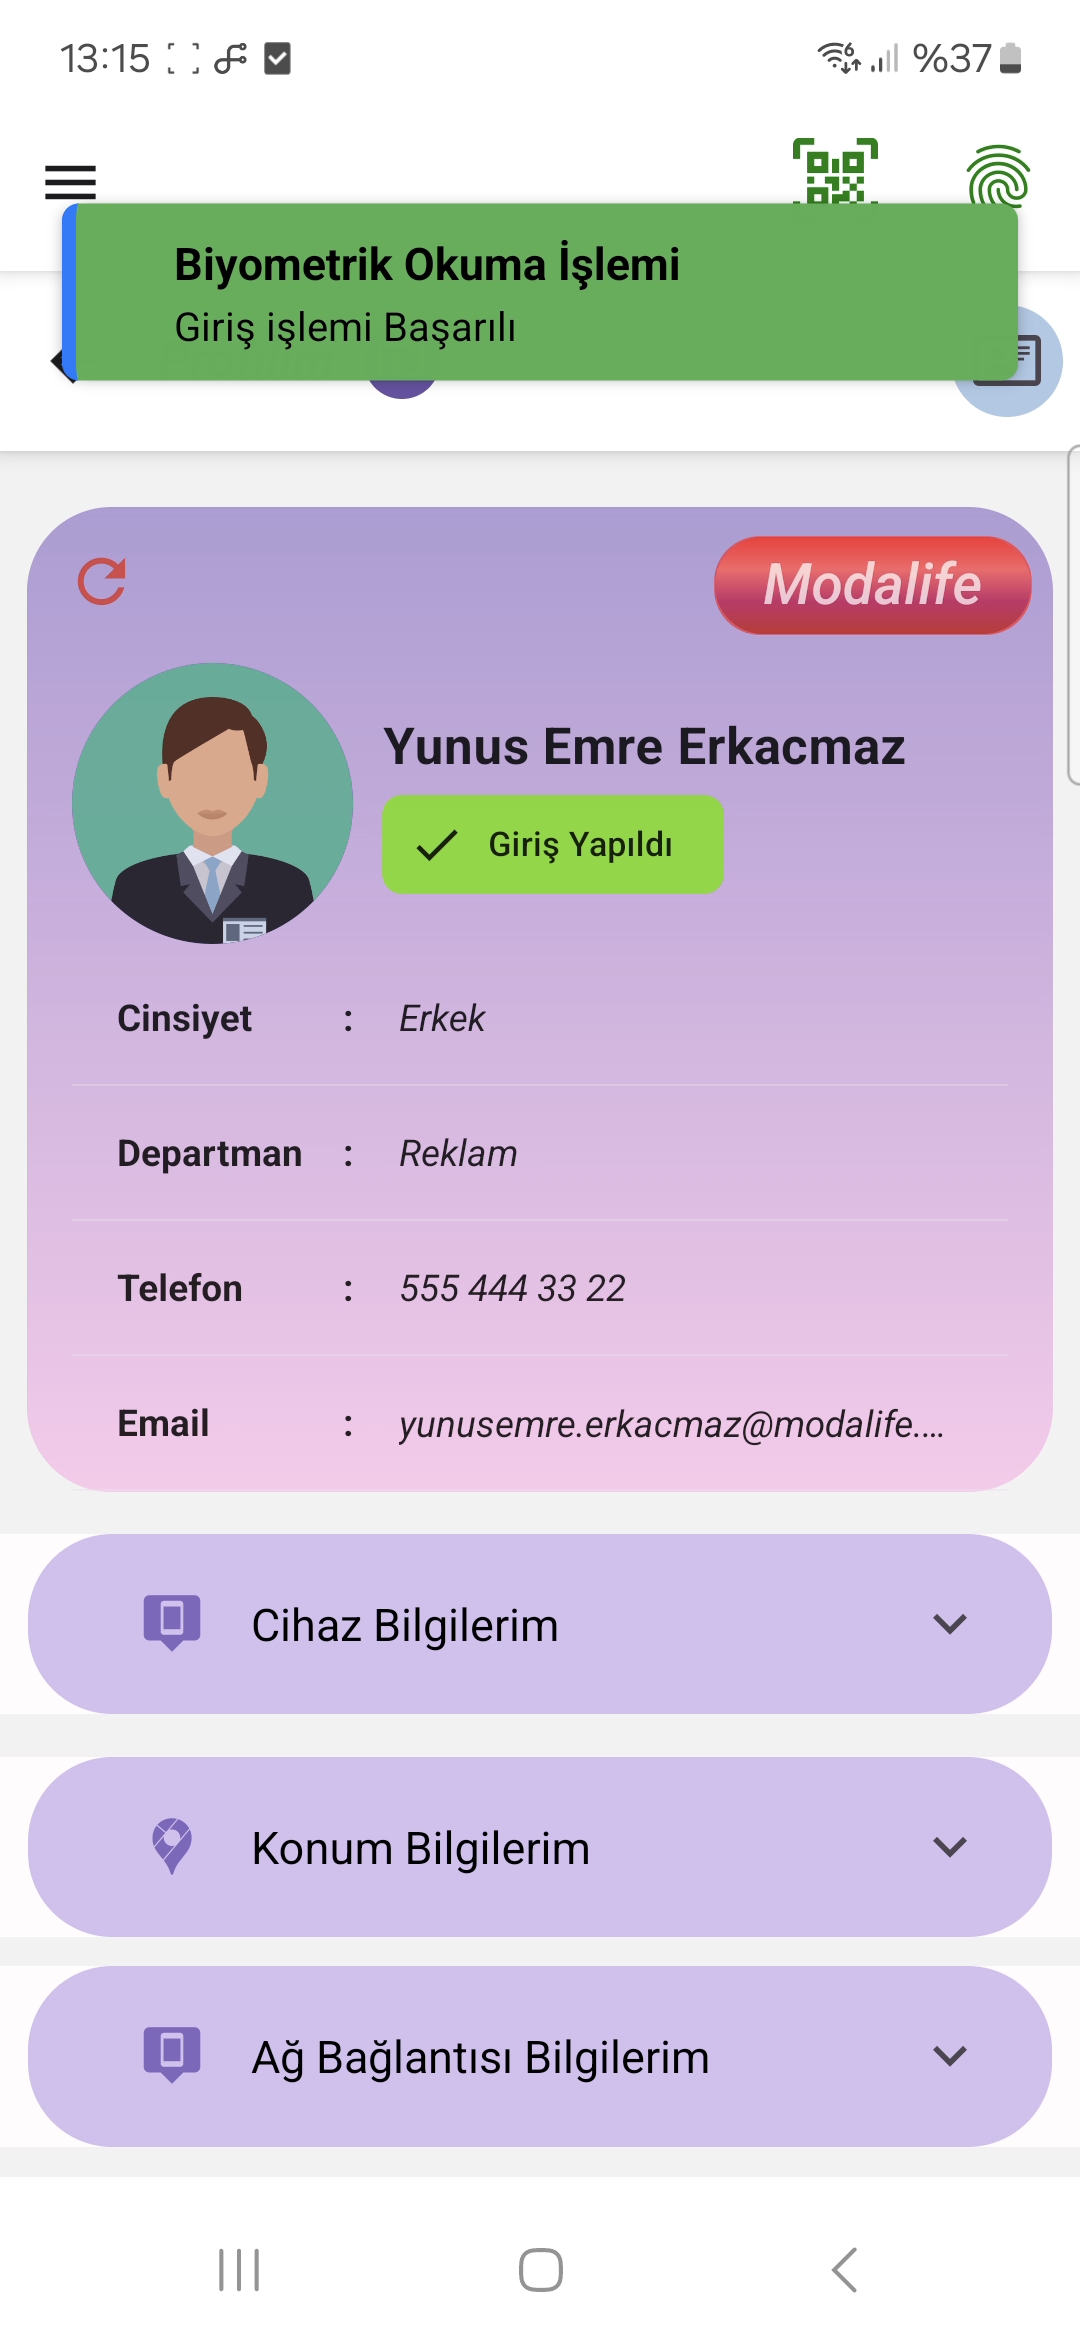 13:15
%37
Biyometrik Okuma İşlemi
Giriş işlemi Başarılı
Modalife
Yunus Emre Erkacmaz
Giriş Yapıldı
Cinsiyet : Erkek
Departman : Reklam
Telefon : 555 444 33 22
Email : yunusemre.erkacmaz@modalife....
Cihaz Bilgilerim
Konum Bilgilerim
Ağ Bağlantısı Bilgilerim